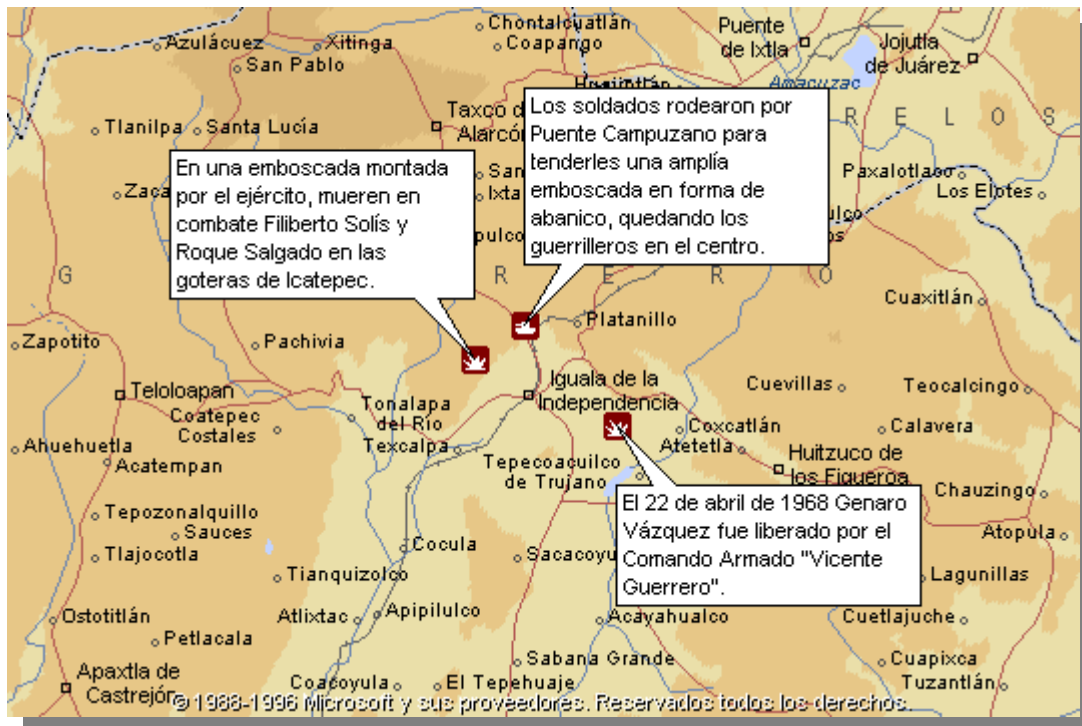 Chontalcuatlán
Puente
de Ixtla
Azulácuez
Xitinga
Coapango
Jojutla
de Juárez
San Pablo
Amacuzac
Taxco d
Alarcón
Los soldados rodearon por
Puente Campuzano para
tenderles una amplía
emboscada en forma de
abanico, quedando los
guerrilleros en el centro.
R E L O S
Tlanilpa
Santa Lucía
En una emboscada montada
por el ejército, mueren en
combate Filiberto Solís y
Roque Salgado en las
goteras de Icatepec.
Zaca
San
Ixta
pulco
Paxalotlaco
Los Elotes
ulco
os
G R E R O
Cuaxitlán
Platanillo
Zapotito
Pachivia
Teloloapan
Iguala de la
Independencia
Cuevillas
Teocalcingo
Coatepec
Costales
Tonalapa
del Río
Texcalpa
Coxcatlán
Calavera
Ahuehuetla
Acatempan
Atetetla
Huitzuco de
los Figueroa
Tepecoacuilco
de Trujano
El 22 de abril de 1968 Genaro
Vázquez fue liberado por el
Comando Armado "Vicente
Guerrero".
Chauzingo
Tepozonalquillo
Sauces
Atopula
Tlajocotla
Cocula
Sacacoyu
Tianquizolco
Lagunillas
Ostotitlán
Atlixtac
Apipilulco
Acayahualco
Cuetlajuche
Petlacala
Sabana Grande
Cuapixca
Apaxtla de
Castrejón
Coacoyula
El Tepehuaje
Tuzantlán
© 1988-1996 Microsoft y sus proveedores. Reservados todos los derechos.